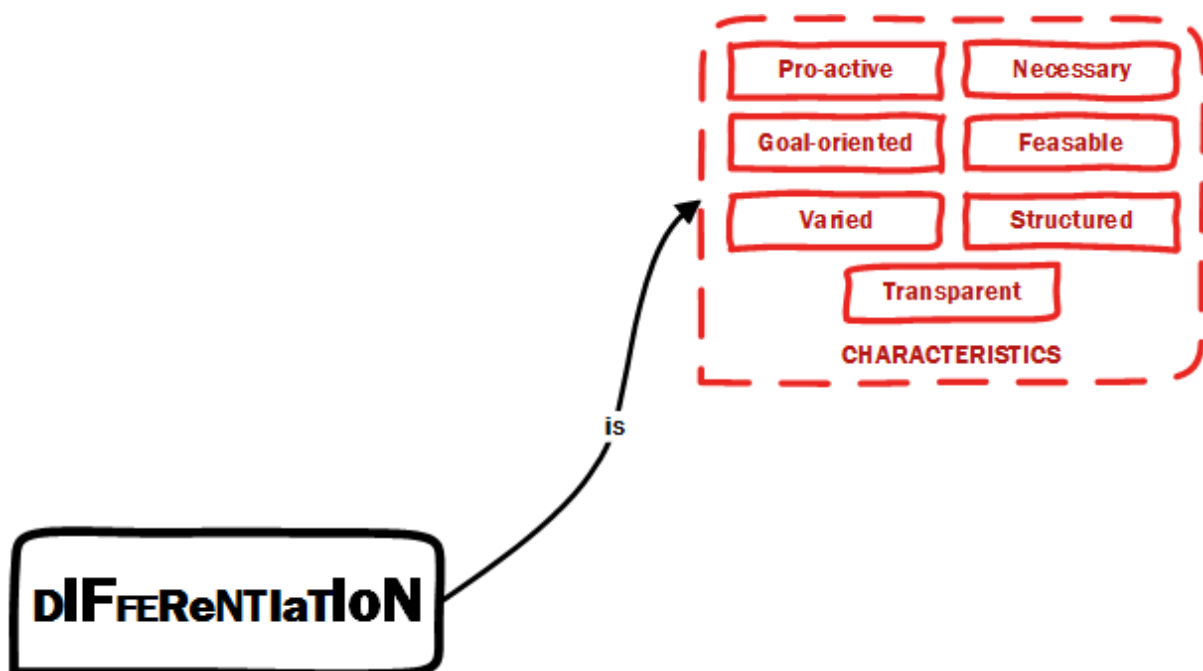 Pro-active Necessary
Goal-oriented Feasable
Varied Structured
Transparent
CHARACTERISTICS
is
DIFFEReNTIaTIoN